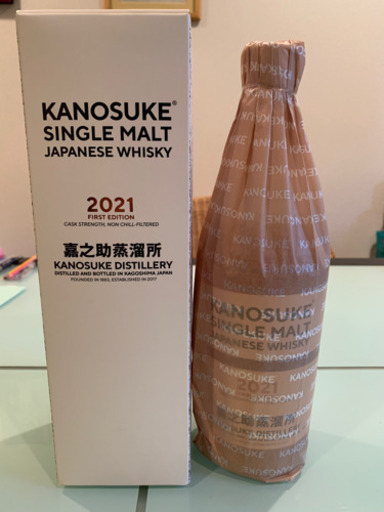 KANOSUKE®
SINGLE MALT
JAPANESE WHISKY
2021
FIRST EDITION
CASK STRENGTH, NON CHILL-FILTERED
嘉之助蒸溜所
KANOSUKE DISTILLERY
DISTILLED AND BOTTLED IN KAGOSHIMA JAPAN
FOUNDED IN 1883, ESTABLISHED IN 2017
KANOSUKE
KANOSUKE
KANOSUKE
SINGLE MALT
JAPANESE WHISKY
2021
嘉之助蒸溜所